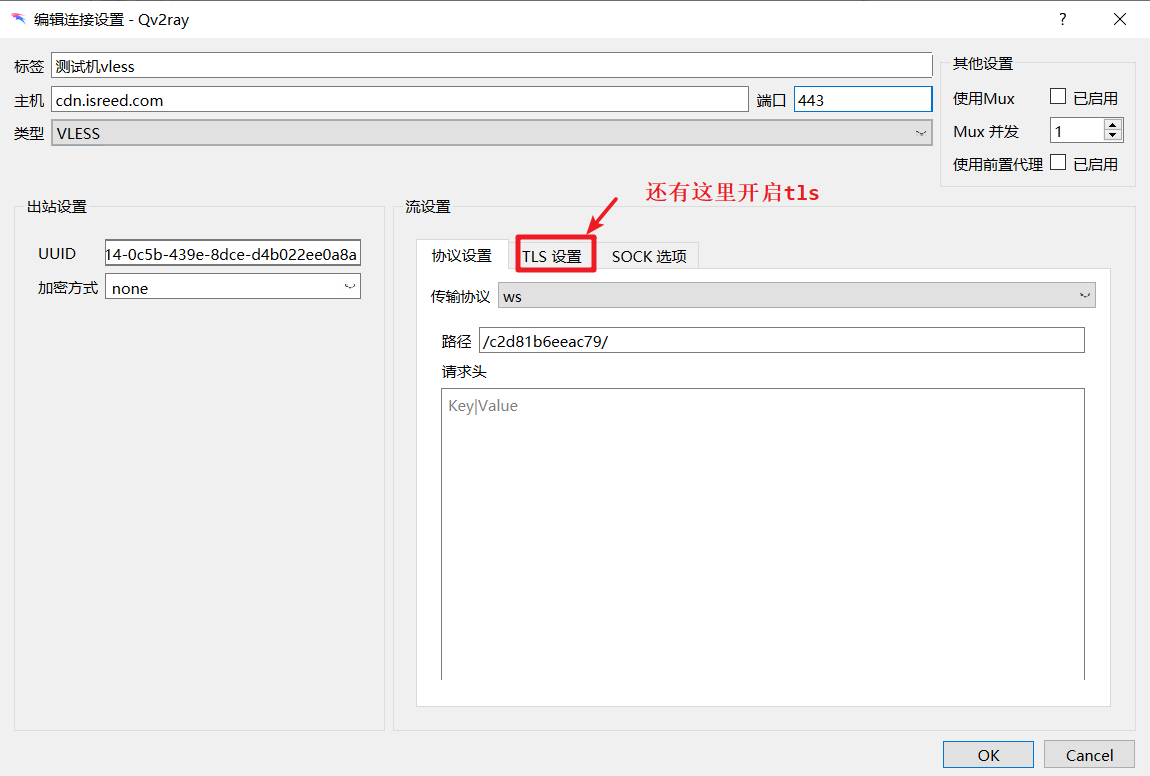 编辑连接设置 - Qv2ray
?
标签 测试机vless
主机 cdn.isreed.com 端口 443
类型 VLESS
其他设置
使用Mux 已启用
Mux 并发 1
使用前置代理 已启用
还有这里开启tls
出站设置
UUID 14-0c5b-439e-8dce-d4b022ee0a8a
加密方式 none
流设置
协议设置 TLS 设置 SOCK 选项
传输协议 ws
路径 /c2d81b6eeac79/
请求头
Key|Value
OK Cancel